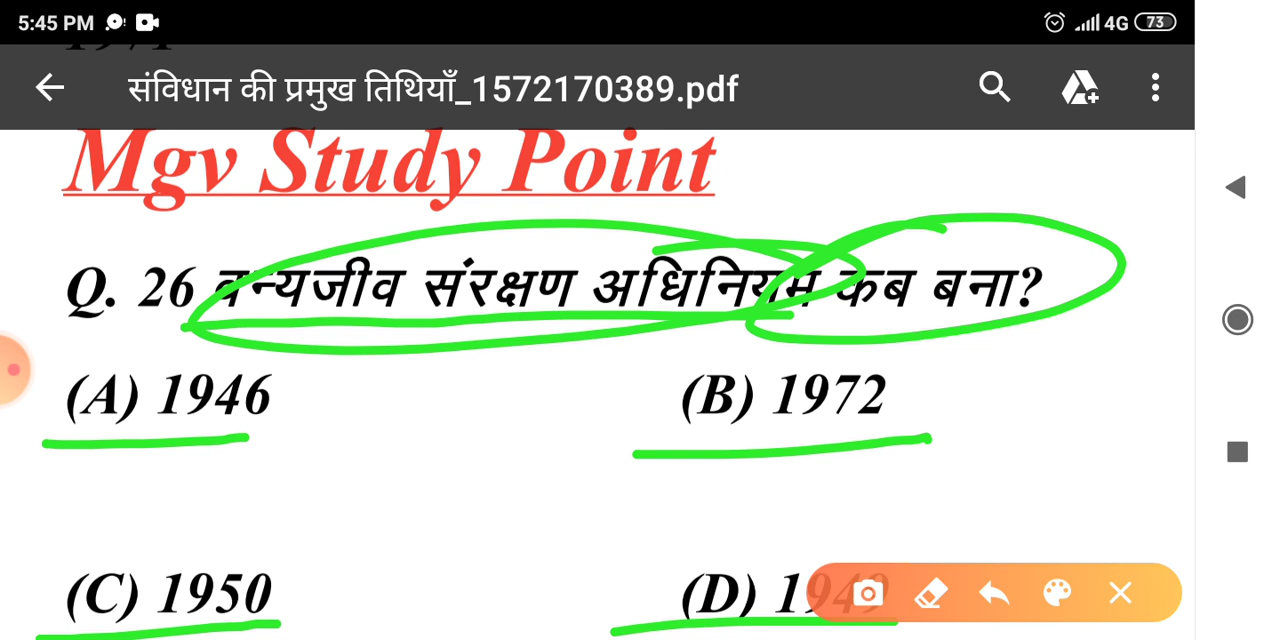 5:45 PM
4G 73
संविधान की प्रमुख तिथियाँ_1572170389.pdf
Mgv Study Point
Q. 26 वन्यजीव संरक्षण अधिनियम कब बना?
(A) 1946 (B) 1972
(C) 1950 (D) 1949